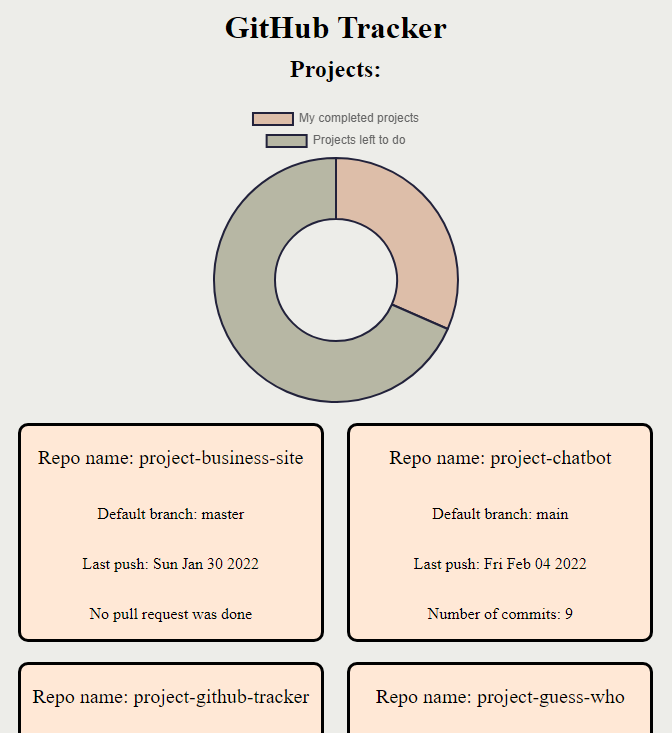 GitHub Tracker
Projects:
My completed projects
Projects left to do
Repo name: project-business-site
Default branch: master
Last push: Sun Jan 30 2022
No pull request was done
Repo name: project-chatbot
Default branch: main
Last push: Fri Feb 04 2022
Number of commits: 9
Repo name: project-github-tracker
Repo name: project-guess-who